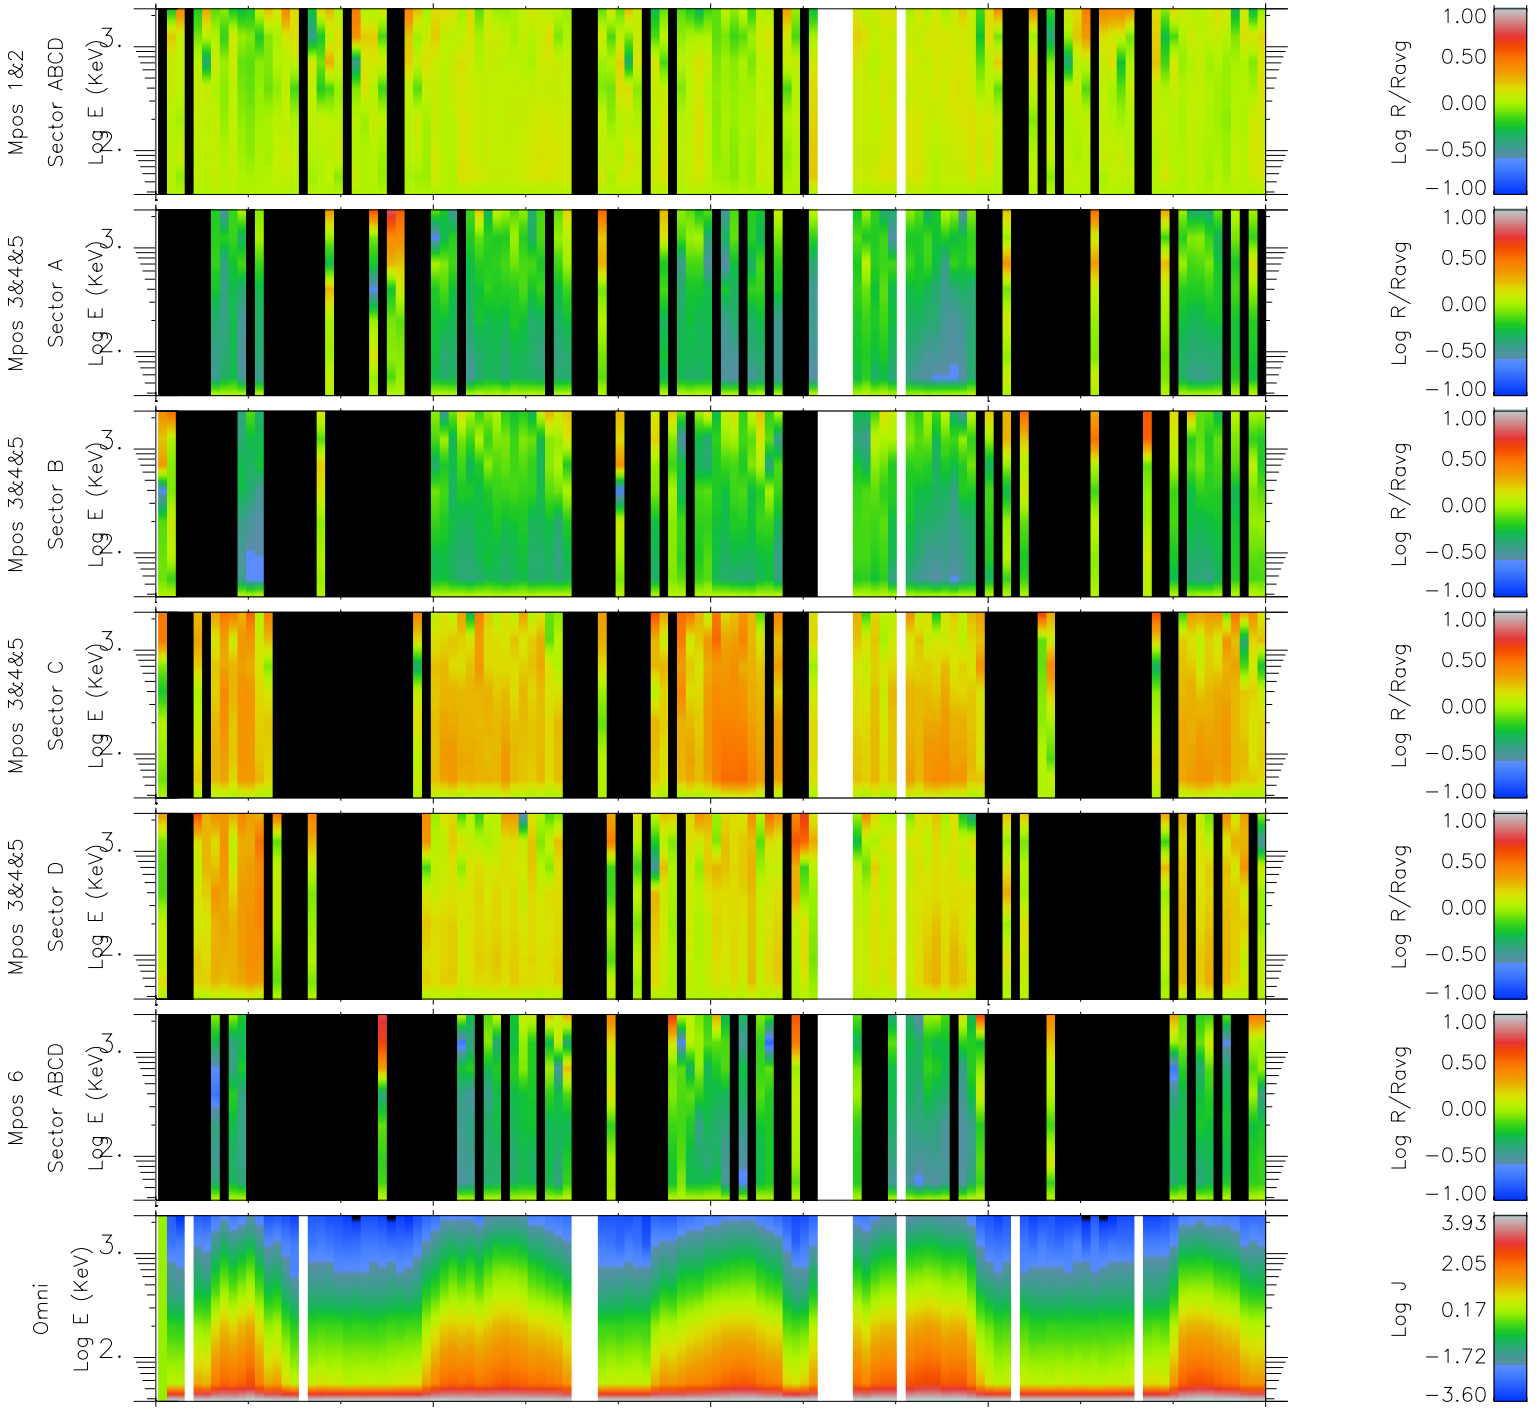 Mpos 1&2
Sector ABCD
Log E (KeV)
3.
2.
Log R/Ravg
1.00
0.50
0.00
−0.50
−1.00
Mpos 3&4&5
Sector A
Log E (KeV)
3.
2.
Log R/Ravg
1.00
0.50
0.00
−0.50
−1.00
Mpos 3&4&5
Sector B
Log E (KeV)
3.
2.
Log R/Ravg
1.00
0.50
0.00
−0.50
−1.00
Mpos 3&4&5
Sector C
Log E (KeV)
3.
2.
Log R/Ravg
1.00
0.50
0.00
−0.50
−1.00
Mpos 3&4&5
Sector D
Log E (KeV)
3.
2.
Log R/Ravg
1.00
0.50
0.00
−0.50
−1.00
Mpos 6
Sector ABCD
Log E (KeV)
3.
2.
Log R/Ravg
1.00
0.50
0.00
−0.50
−1.00
Omni
Log E (KeV)
3.
2.
Log J
3.93
2.05
0.17
−1.72
−3.60